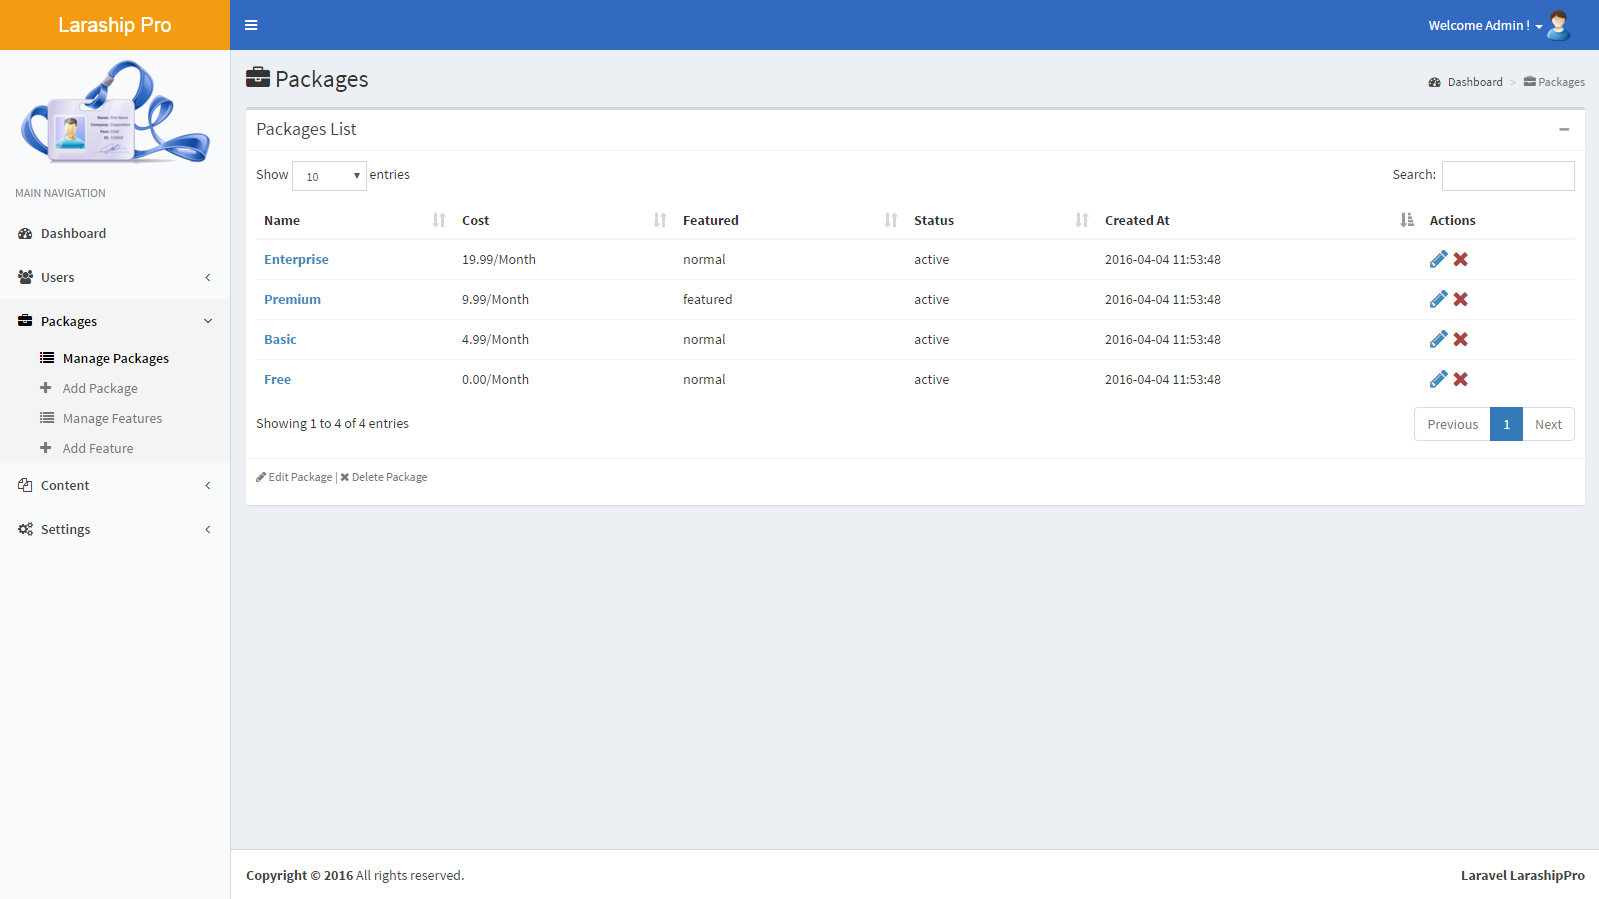 Laraship Pro
Welcome Admin !
Packages
Dashboard > Packages
MAIN NAVIGATION
Dashboard
Users
Packages
Manage Packages
Add Package
Manage Features
Add Feature
Content
Settings
Packages List
Show 10 entries
Search:
Name Cost Featured Status Created At Actions
Enterprise 19.99/Month normal active 2016-04-04 11:53:48
Premium 9.99/Month featured active 2016-04-04 11:53:48
Basic 4.99/Month normal active 2016-04-04 11:53:48
Free 0.00/Month normal active 2016-04-04 11:53:48
Showing 1 to 4 of 4 entries
Previous 1 Next
Edit Package | Delete Package
Copyright © 2016 All rights reserved.
Laravel LarashipPro